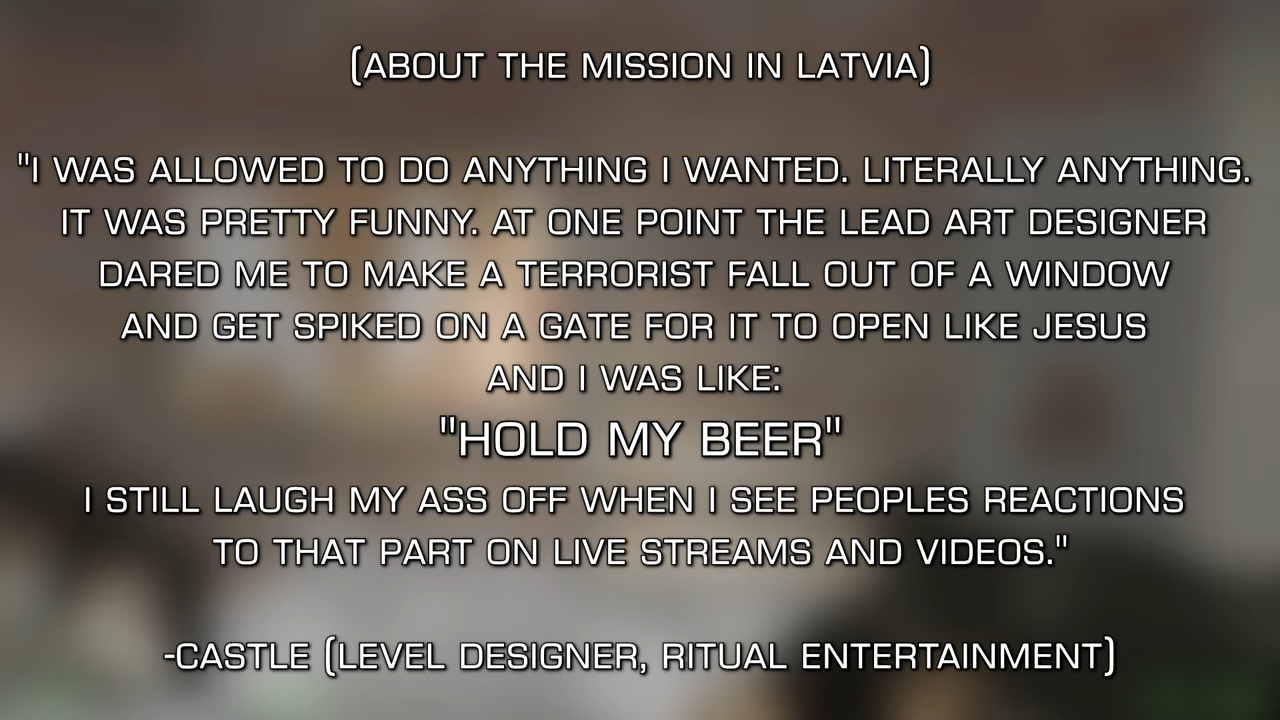 (ABOUT THE MISSION IN LATVIA)
"I WAS ALLOWED TO DO ANYTHING I WANTED. LITERALLY ANYTHING.
IT WAS PRETTY FUNNY. AT ONE POINT THE LEAD ART DESIGNER
DARED ME TO MAKE A TERRORIST FALL OUT OF A WINDOW
AND GET SPIKED ON A GATE FOR IT TO OPEN LIKE JESUS
AND I WAS LIKE:
"HOLD MY BEER"
I STILL LAUGH MY ASS OFF WHEN I SEE PEOPLES REACTIONS
TO THAT PART ON LIVE STREAMS AND VIDEOS."
-CASTLE (LEVEL DESIGNER, RITUAL ENTERTAINMENT)